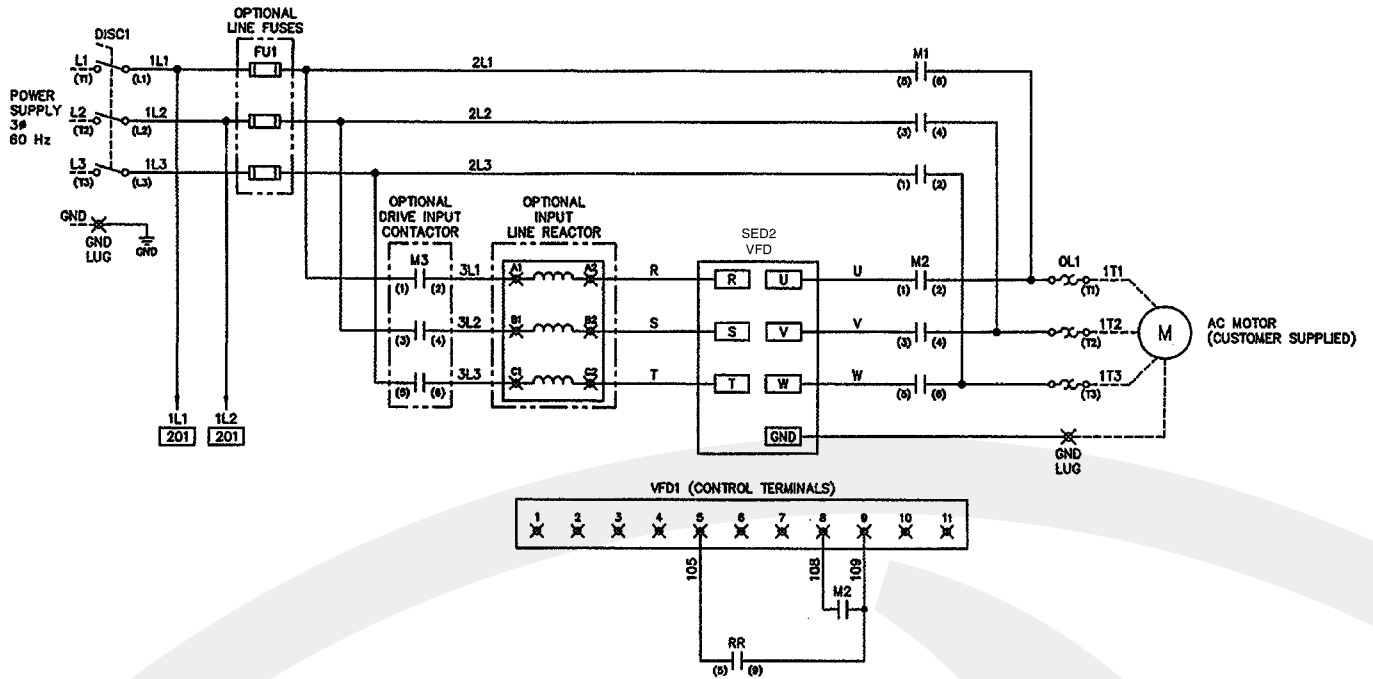 OPTIONAL
LINE FUSES
DISC1
FU1
L1 1L1 2L1 M1
(T1) (L1) (5) (6)
POWER
SUPPLY
3ø
60 Hz
L2 1L2 2L2
(T2) (L2) (3) (4)
L3 1L3 2L3
(T3) (L3) (1) (2)
GND
GND
LUG
GND
OPTIONAL
DRIVE INPUT
CONTACTOR
OPTIONAL
INPUT
LINE REACTOR
SED2
VFD
M3 3L1 A1 A2 R R U U M2 OL1 1T1
(1) (2) (1) (2) (T1)
3L2 B1 B2 S S V V 1T2 M
(3) (4) (3) (4) (T2)
AC MOTOR
(CUSTOMER SUPPLIED)
3L3 C1 C2 T T W W 1T3
(5) (6) (5) (6) (T3)
1L1 1L2
201 201
GND
GND
LUG
VFD1 (CONTROL TERMINALS)
1 2 3 4 5 6 7 8 9 10 11
105 108 109
M2
RR
(5) (9)